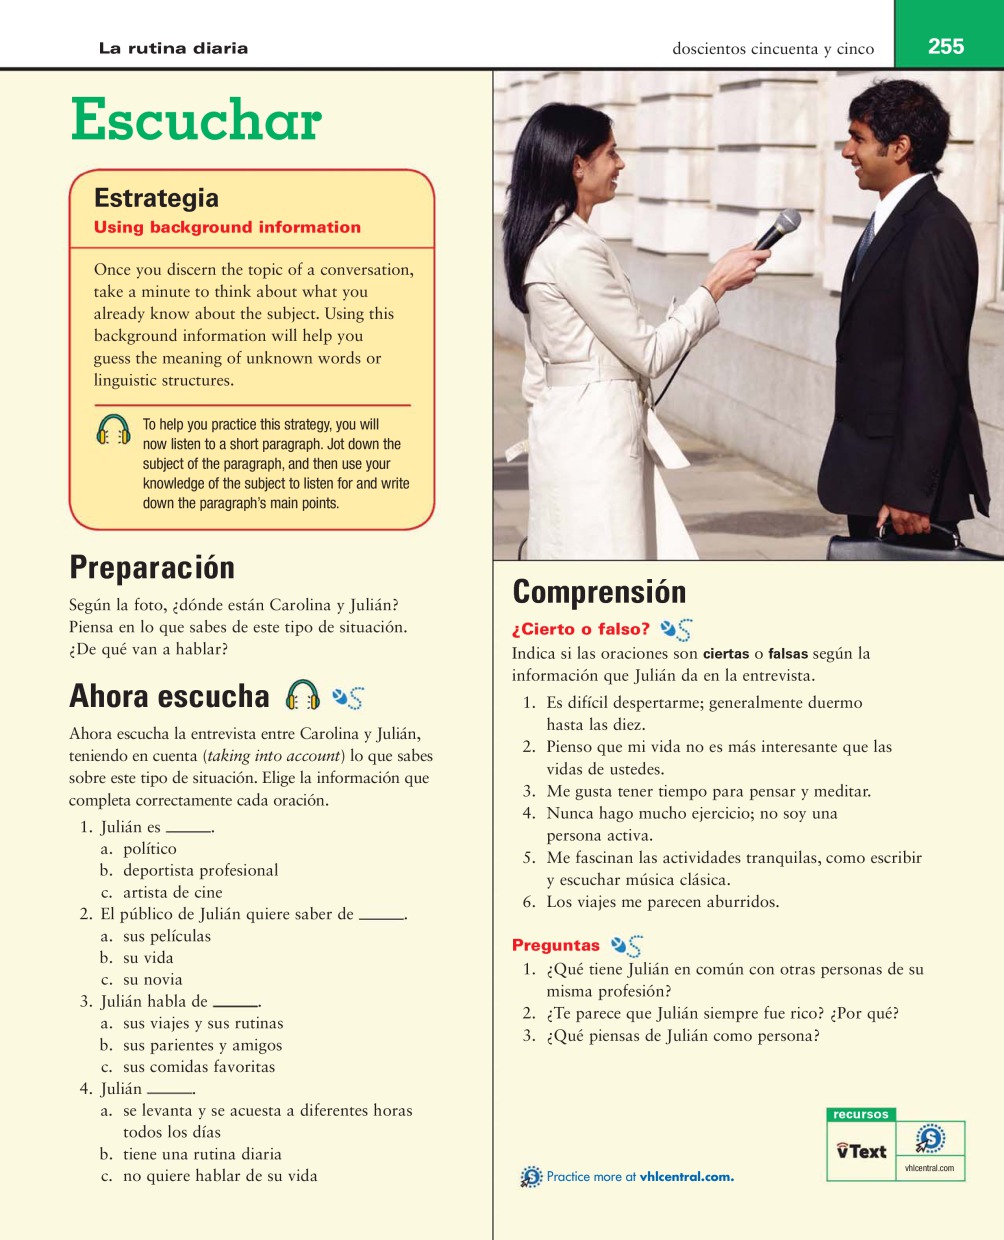 La rutina diaria
doscientos cincuenta y cinco
255
Escuchar
Estrategia
Using background information
Once you discern the topic of a conversation,
take a minute to think about what you
already know about the subject. Using this
background information will help you
guess the meaning of unknown words or
linguistic structures.
To help you practice this strategy, you will
now listen to a short paragraph. Jot down the
subject of the paragraph, and then use your
knowledge of the subject to listen for and write
down the paragraph's main points.
Preparación
Según la foto, ¿dónde están Carolina y Julián?
Piensa en lo que sabes de este tipo de situación.
¿De qué van a hablar?
Ahora escucha
Ahora escucha la entrevista entre Carolina y Julián,
teniendo en cuenta (taking into account) lo que sabes
sobre este tipo de situación. Elige la información que
completa correctamente cada oración.
1. Julián es _____.
a. político
b. deportista profesional
c. artista de cine
2. El público de Julián quiere saber de _____.
a. sus películas
b. su vida
c. su novia
3. Julián habla de _____.
a. sus viajes y sus rutinas
b. sus parientes y amigos
c. sus comidas favoritas
4. Julián _____.
a. se levanta y se acuesta a diferentes horas
todos los días
b. tiene una rutina diaria
c. no quiere hablar de su vida
Comprensión
¿Cierto o falso?
Indica si las oraciones son ciertas o falsas según la
información que Julián da en la entrevista.
1. Es difícil despertarme; generalmente duermo
hasta las diez.
2. Pienso que mi vida no es más interesante que las
vidas de ustedes.
3. Me gusta tener tiempo para pensar y meditar.
4. Nunca hago mucho ejercicio; no soy una
persona activa.
5. Me fascinan las actividades tranquilas, como escribir
y escuchar música clásica.
6. Los viajes me parecen aburridos.
Preguntas
1. ¿Qué tiene Julián en común con otras personas de su
misma profesión?
2. ¿Te parece que Julián siempre fue rico? ¿Por qué?
3. ¿Qué piensas de Julián como persona?
recursos
vText
S
vhlcentral.com
S Practice more at vhlcentral.com.